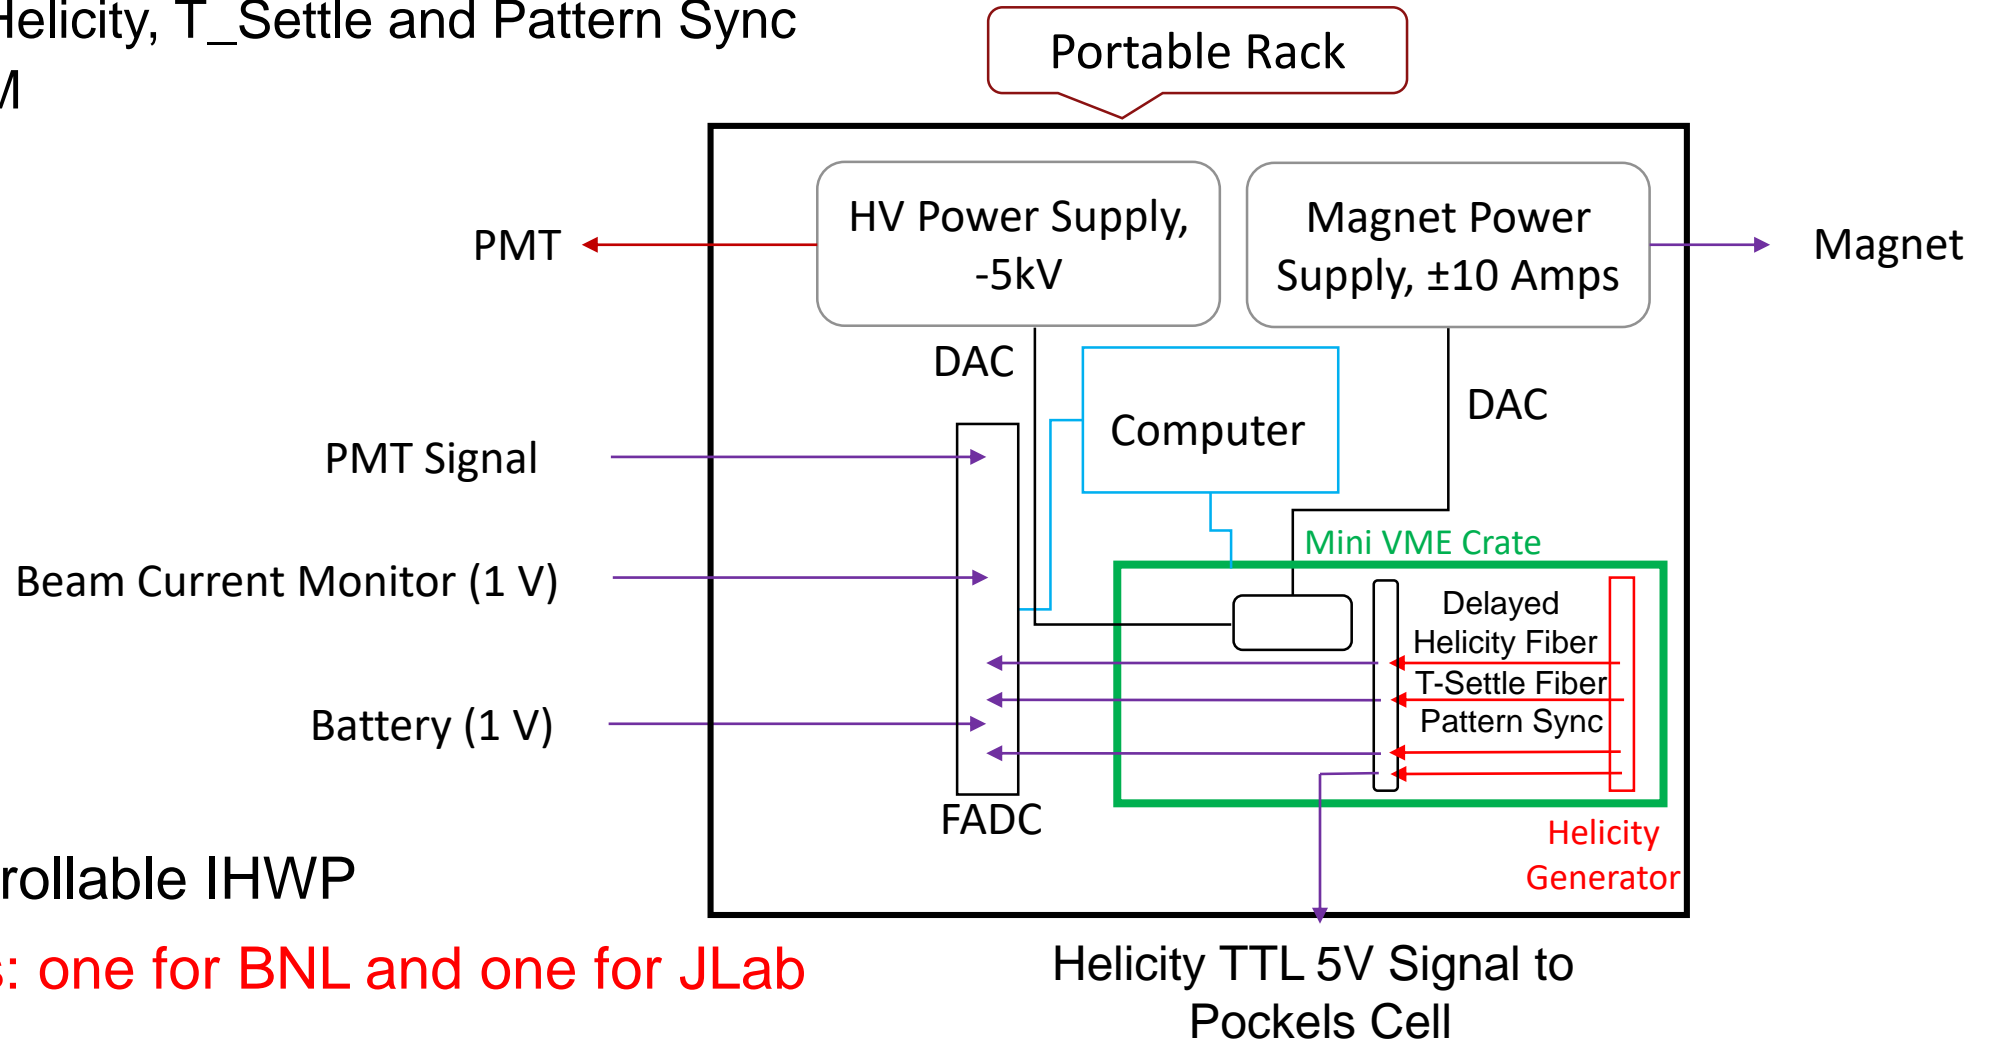 Helicity, T_Settle and Pattern Sync
M
Portable Rack
HV Power Supply,
-5kV
Magnet Power
Supply, ±10 Amps
PMT
Magnet
DAC
DAC
Computer
PMT Signal
Mini VME Crate
Beam Current Monitor (1 V)
Delayed
Helicity Fiber
T-Settle Fiber
Pattern Sync
Battery (1 V)
FADC
Helicity
Generator
rollable IHWP
s: one for BNL and one for JLab
Helicity TTL 5V Signal to
Pockels Cell